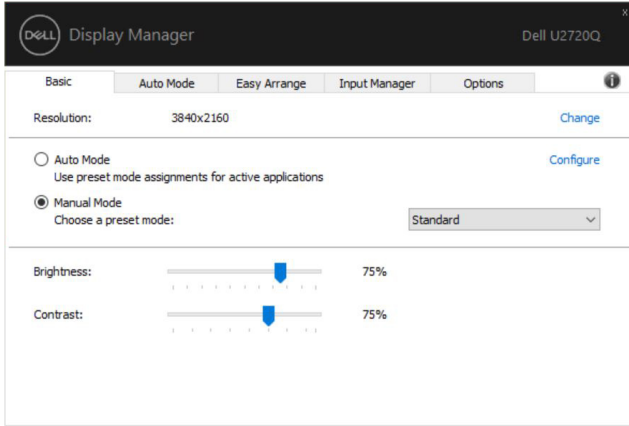 x
DELL Display Manager
Dell U2720Q
Basic Auto Mode Easy Arrange Input Manager Options i
Resolution: 3840x2160 Change
Auto Mode Configure
Use preset mode assignments for active applications
Manual Mode
Choose a preset mode: Standard
Brightness: 75%
Contrast: 75%